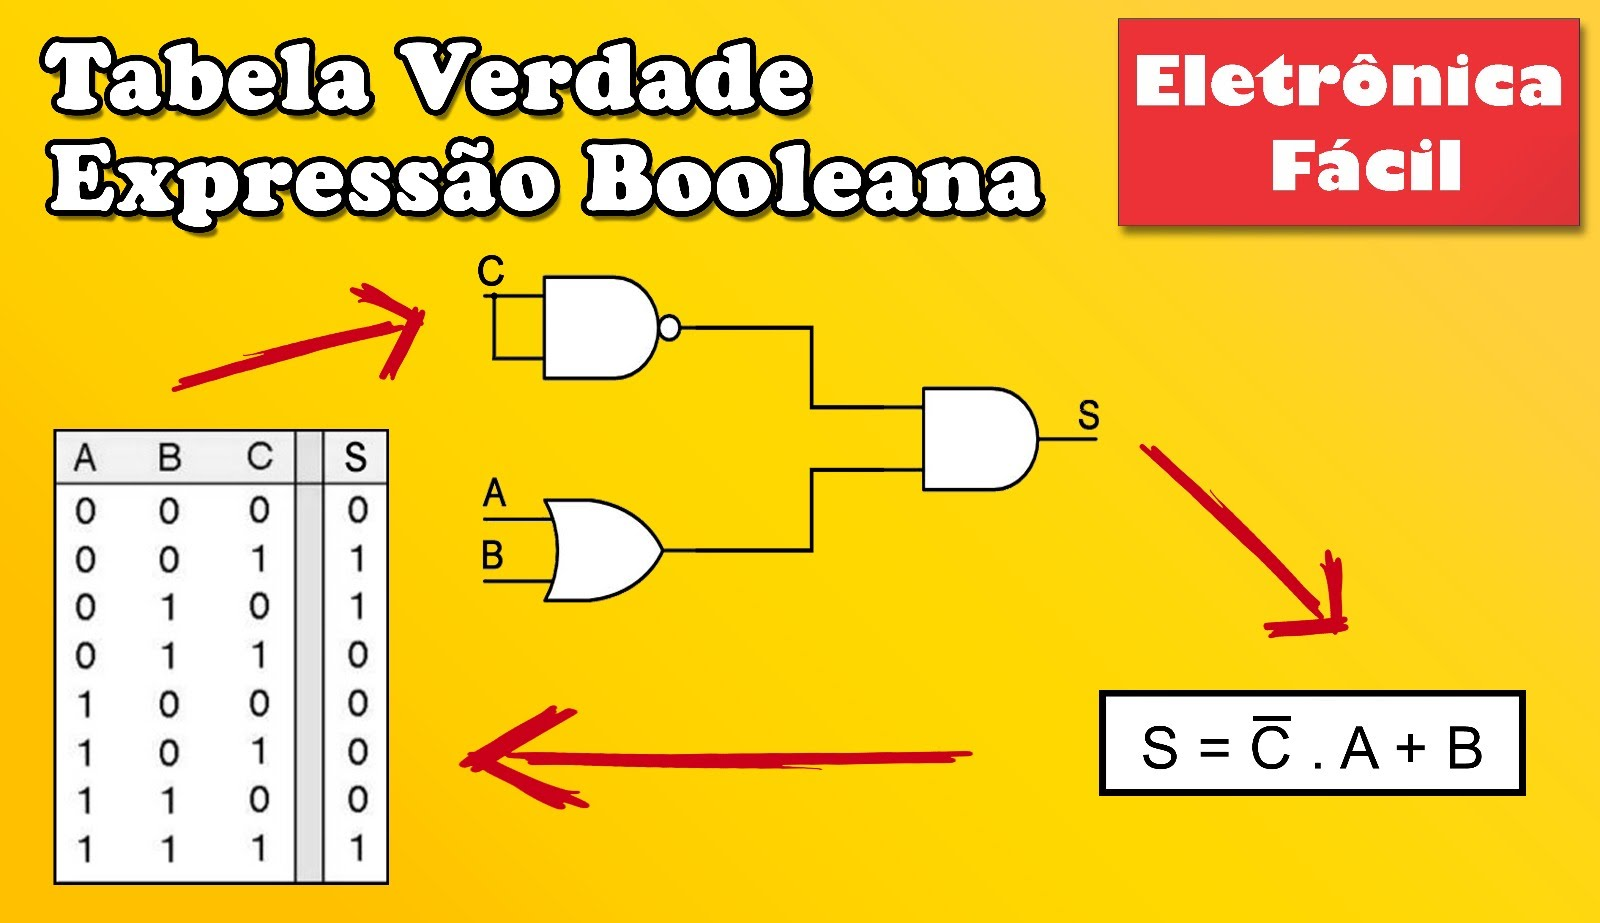 Tabela Verdade
Expressão Booleana
Eletrônica
Fácil
C
A
B
S
A B C S
0 0 0 0
0 0 1 1
0 1 0 1
0 1 1 0
1 0 0 0
1 0 1 0
1 1 0 0
1 1 1 1
S = C̅ . A + B